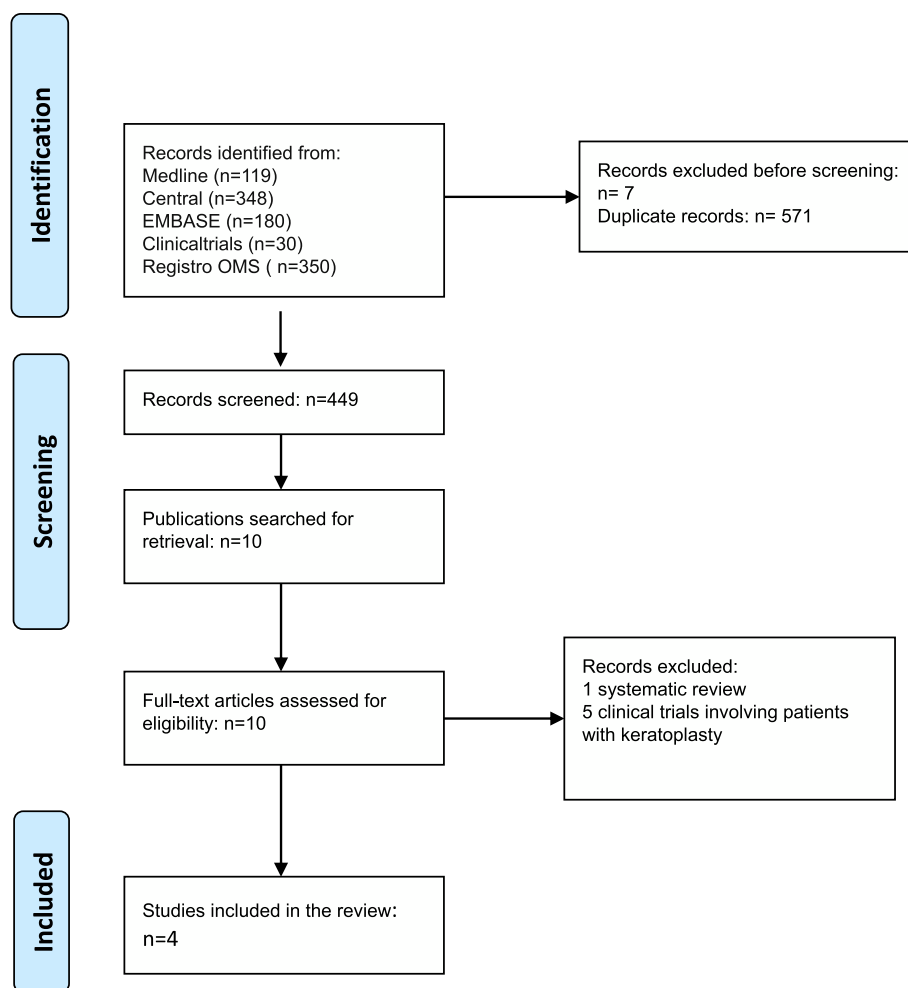 Identification
Records identified from:
Medline (n=119)
Central (n=348)
EMBASE (n=180)
Clinicaltrials (n=30)
Registro OMS ( n=350)
Records excluded before screening:
n= 7
Duplicate records: n= 571
Screening
Records screened: n=449
Publications searched for
retrieval: n=10
Full-text articles assessed for
eligibility: n=10
Records excluded:
1 systematic review
5 clinical trials involving patients
with keratoplasty
Included
Studies included in the review:
n=4